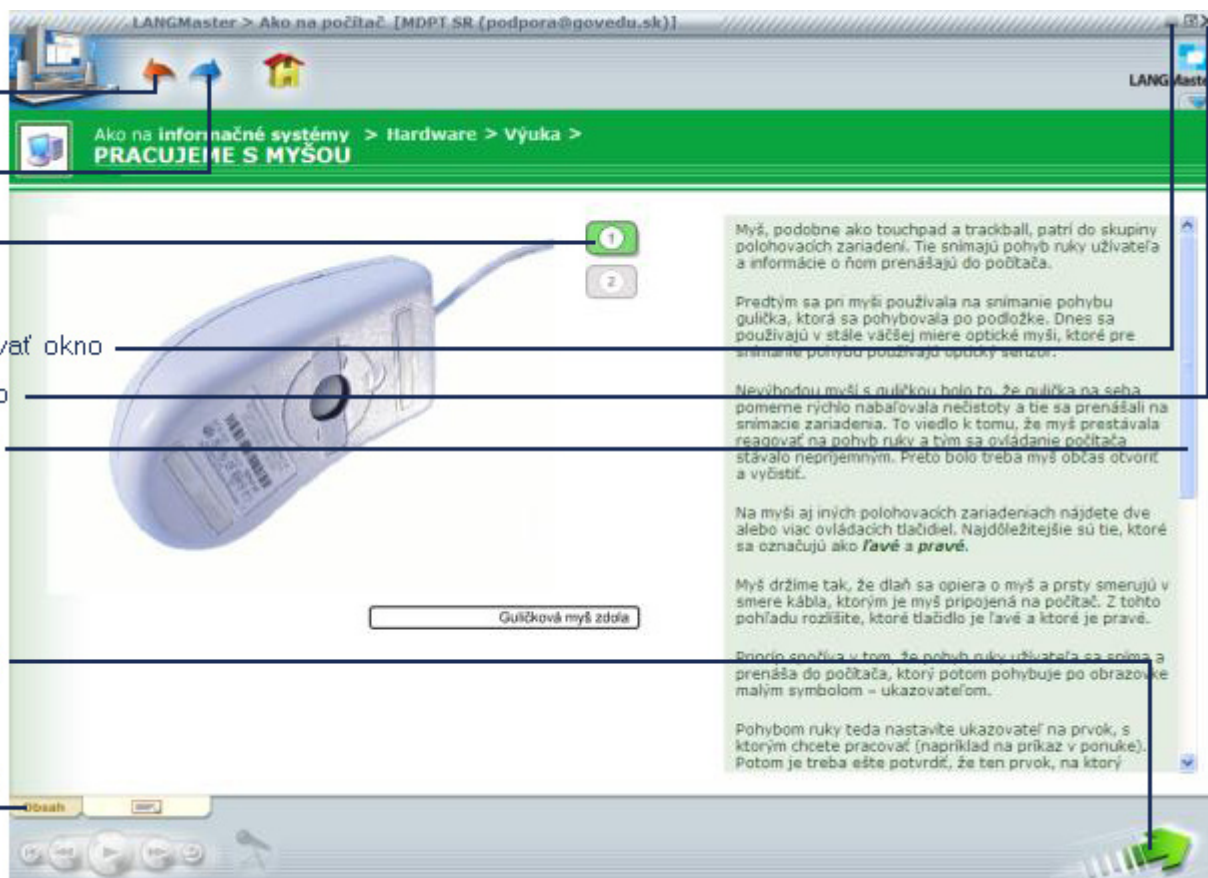 LANGMaster > Ako na počítač [MDPT SR (podpora@govedu.sk)]
LANGMaste
Ako na informačné systémy > Hardware > Výuka >
PRACUJEME S MYŠOU
1
2
vať okno
o
Myš, podobne ako touchpad a trackball, patrí do skupiny
polohovacích zariadení. Tie snímajú pohyb ruky užívateľa
a informácie o ňom prenášajú do počítača.
Predtým sa pri myši používala na snímanie pohybu
gulička, ktorá sa pohybovala po podložke. Dnes sa
používajú v stále väčšej miere optické myši, ktoré pre
snímanie pohybu používajú optický senzor.
Nevýhodou myší s guličkou bolo to, že gulička na seba
pomerne rýchlo nabaľovala nečistoty a tie sa prenášali na
snímacie zariadenia. To viedlo k tomu, že myš prestávala
reagovať na pohyb ruky a tým sa ovládanie počítača
stávalo nepríjemným. Preto bolo treba myš občas otvoriť
a vyčistiť.
Na myši aj iných polohovacích zariadeniach nájdete dve
alebo viac ovládacích tlačidiel. Najdôležitejšie sú tie, ktoré
sa označujú ako ľavé a pravé.
Myš držíme tak, že dlaň sa opiera o myš a prsty smerujú v
smere kábla, ktorým je myš pripojená na počítač. Z tohto
pohľadu rozlíšite, ktoré tlačidlo je ľavé a ktoré je pravé.
Princíp spočíva v tom, že pohyb ruky užívateľa sa sníma a
prenáša do počítača, ktorý potom pohybuje po obrazovke
malým symbolom – ukazovateľom.
Pohybom ruky teda nastavíte ukazovateľ na prvok, s
ktorým chcete pracovať (napríklad na príkaz v ponuke).
Potom je treba ešte potvrdiť, že ten prvok, na ktorý
Guličková myš zdola
Obsah